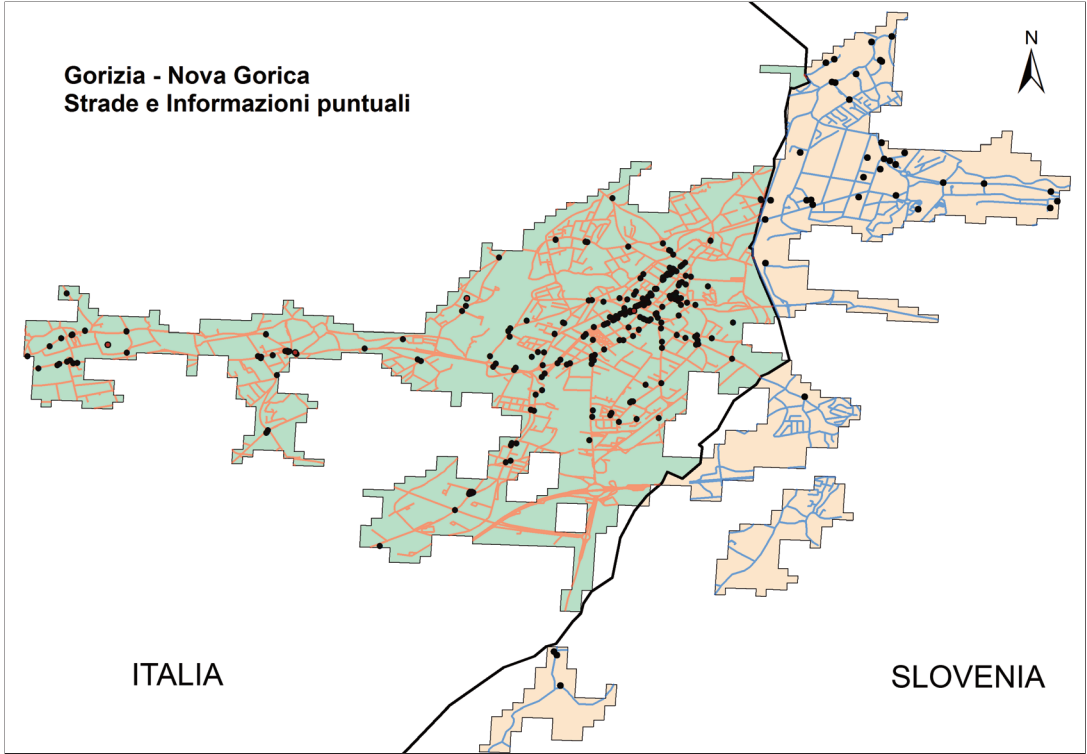 Gorizia - Nova Gorica
Strade e Informazioni puntuali
N
ITALIA
SLOVENIA